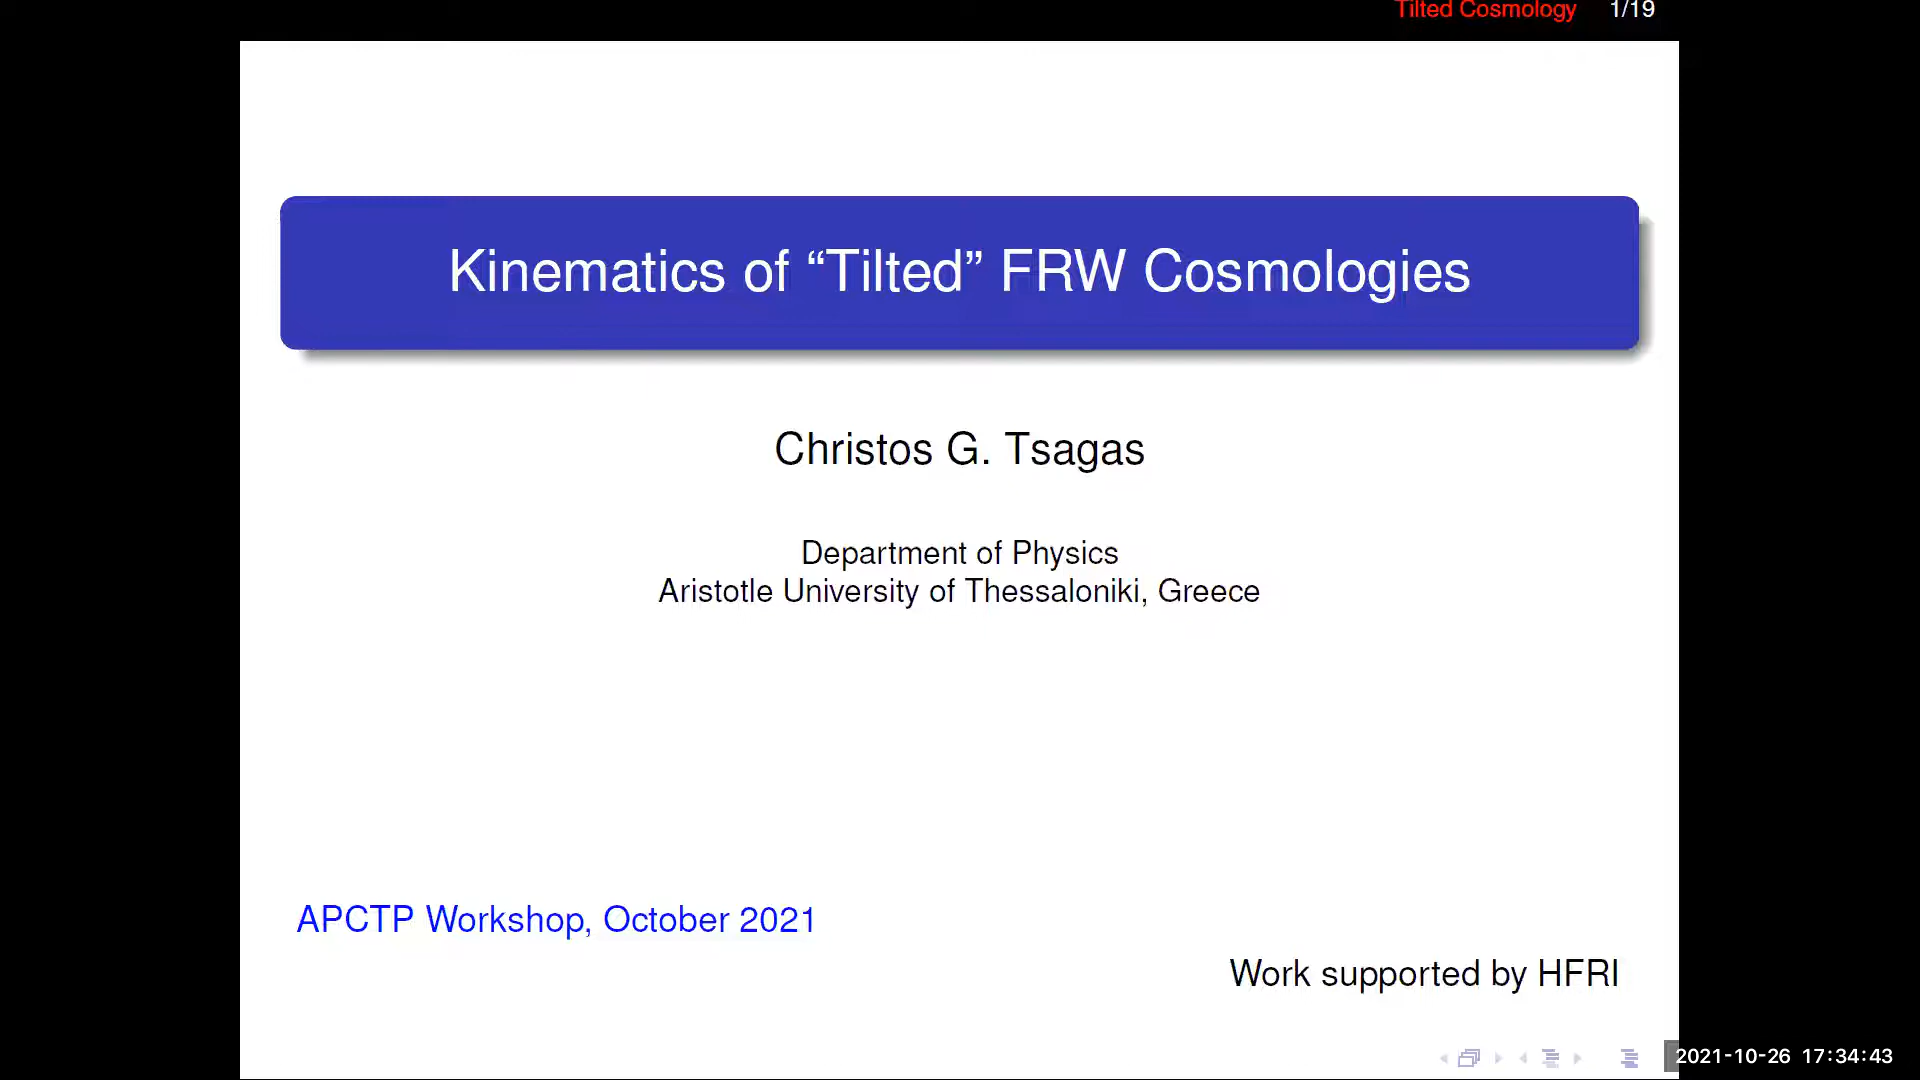 Tilted Cosmology 1/19
Kinematics of “Tilted” FRW Cosmologies
Christos G. Tsagas
Department of Physics
Aristotle University of Thessaloniki, Greece
APCTP Workshop, October 2021
Work supported by HFRI
2021-10-26 17:34:43